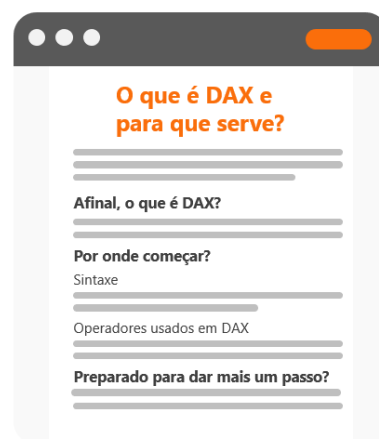 O que é DAX e
para que serve?
Afinal, o que é DAX?
Por onde começar?
Sintaxe
Operadores usados em DAX
Preparado para dar mais um passo?